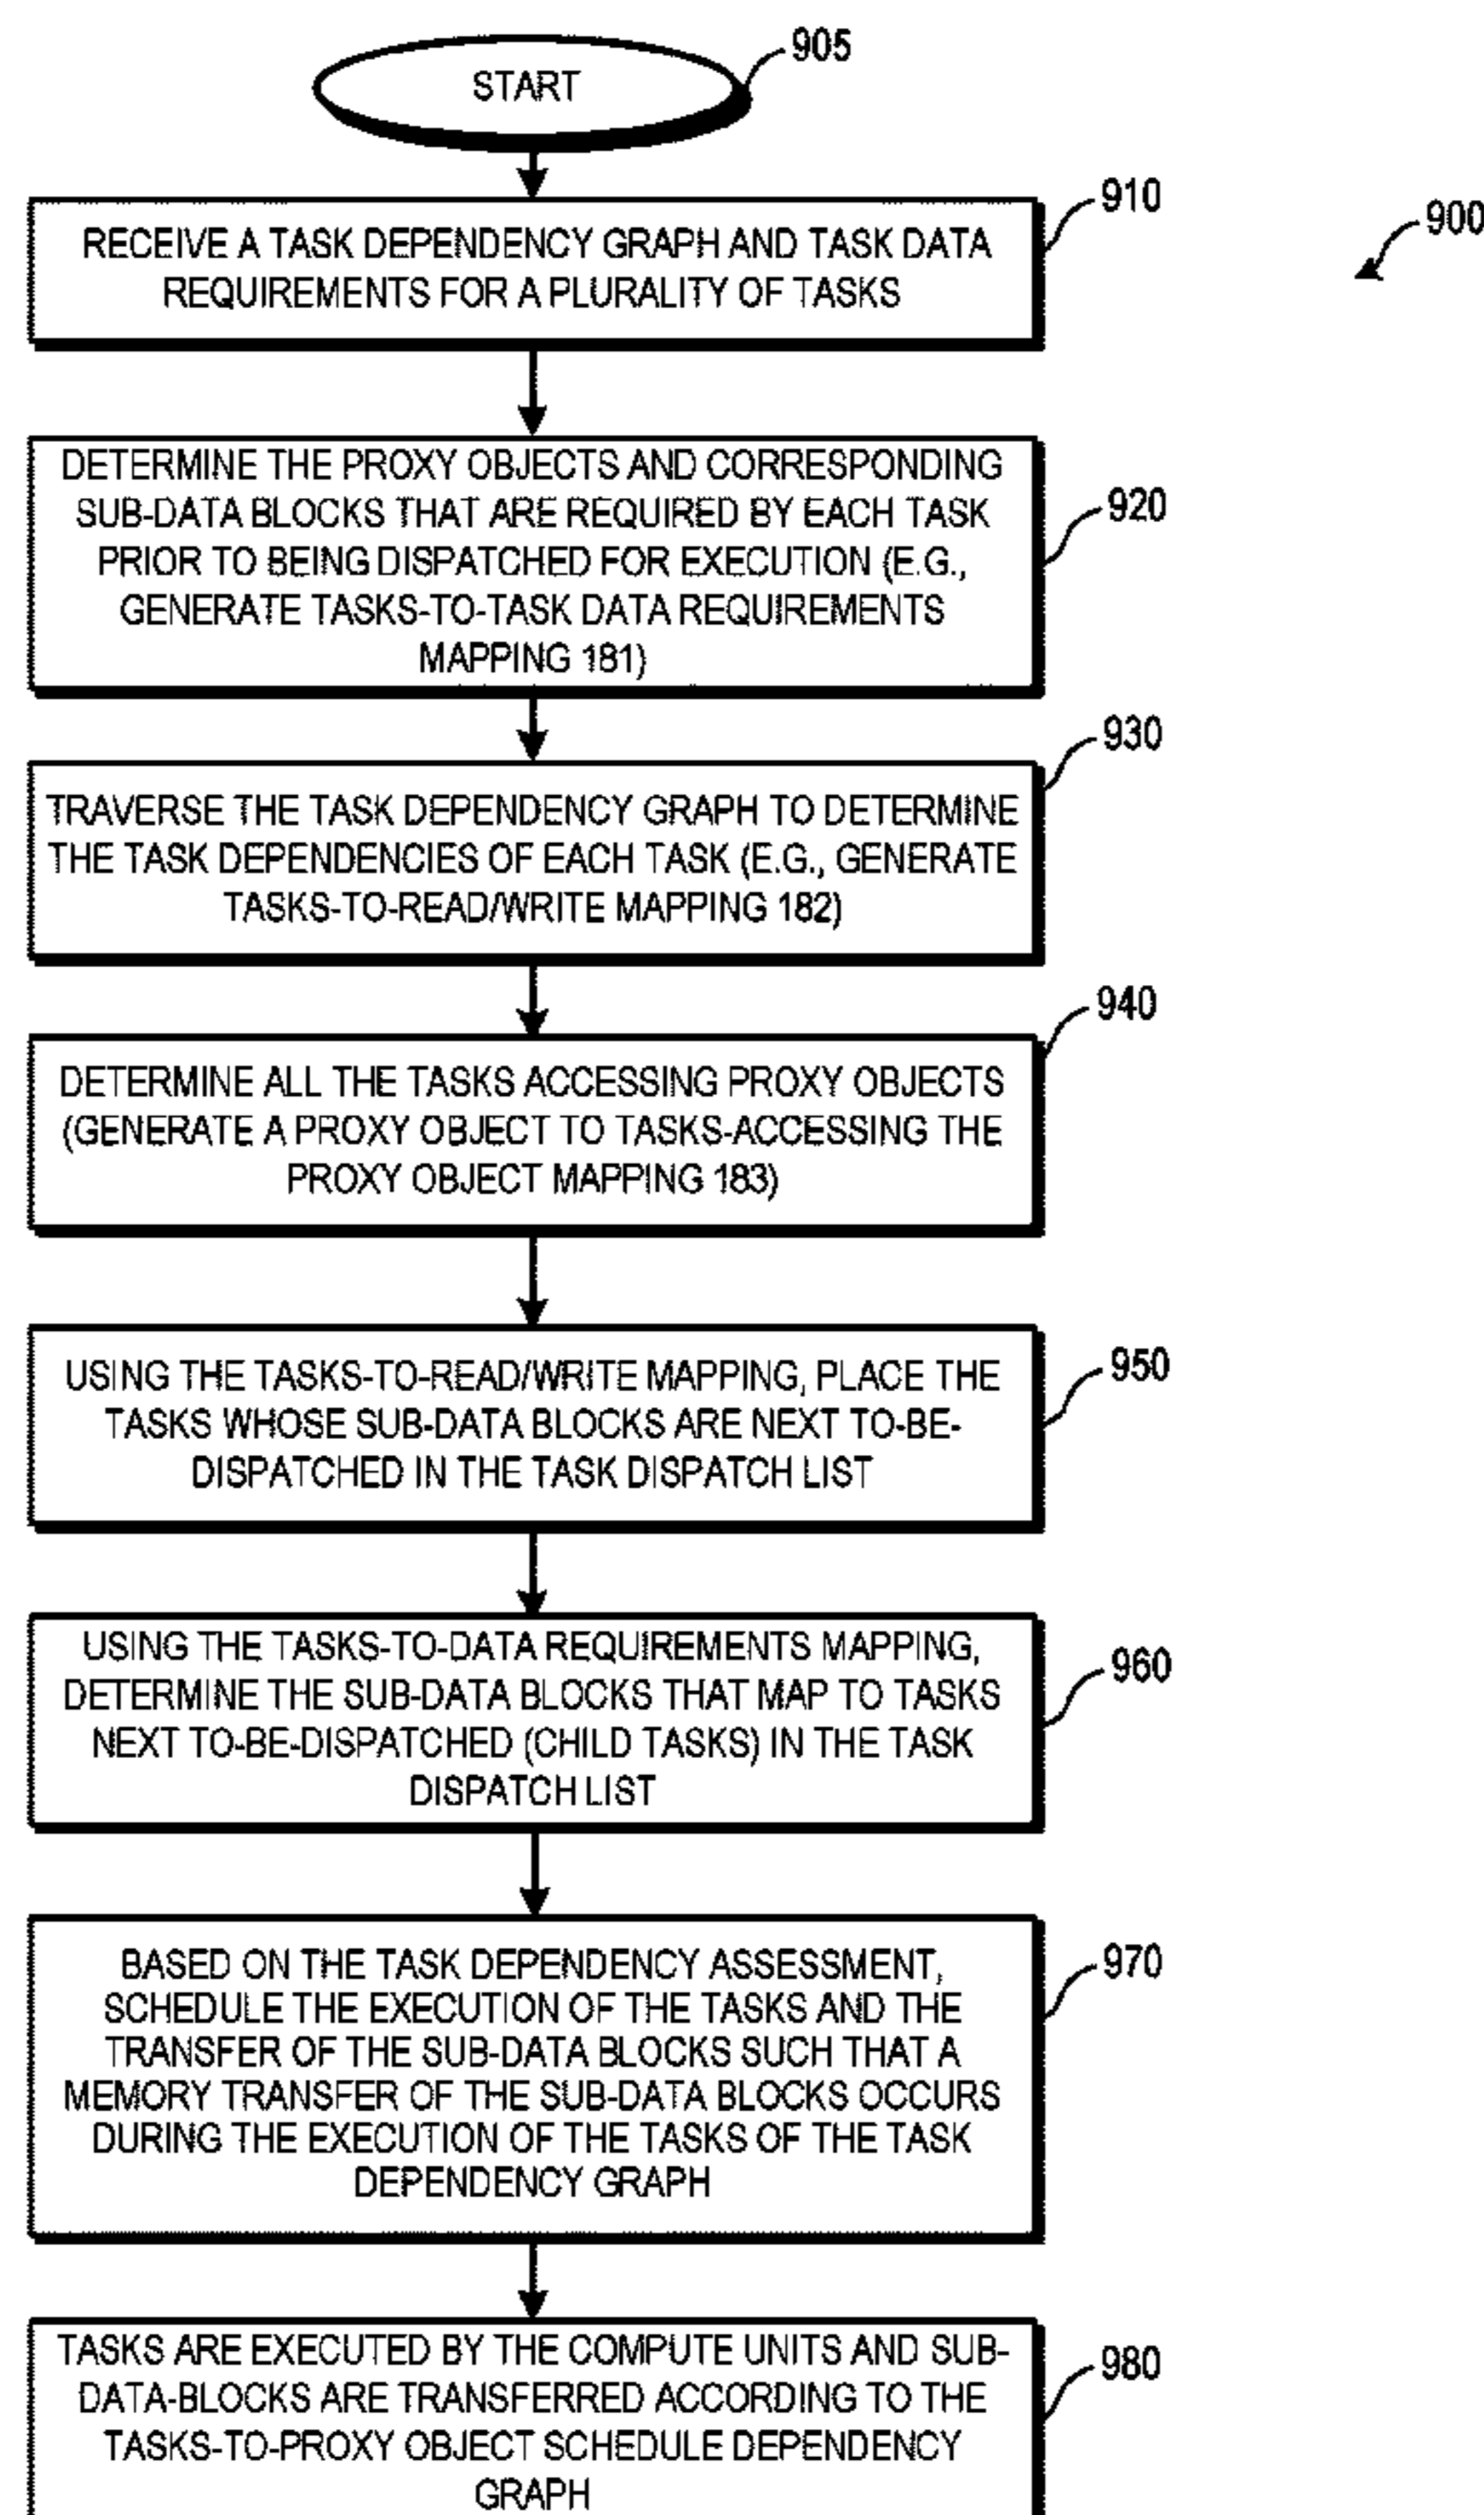 START
905
RECEIVE A TASK DEPENDENCY GRAPH AND TASK DATA
REQUIREMENTS FOR A PLURALITY OF TASKS
910
900
DETERMINE THE PROXY OBJECTS AND CORRESPONDING
SUB-DATA BLOCKS THAT ARE REQUIRED BY EACH TASK
PRIOR TO BEING DISPATCHED FOR EXECUTION (E.G.,
GENERATE TASKS-TO-TASK DATA REQUIREMENTS
MAPPING 181)
920
TRAVERSE THE TASK DEPENDENCY GRAPH TO DETERMINE
THE TASK DEPENDENCIES OF EACH TASK (E.G., GENERATE
TASKS-TO-READ/WRITE MAPPING 182)
930
DETERMINE ALL THE TASKS ACCESSING PROXY OBJECTS
(GENERATE A PROXY OBJECT TO TASKS-ACCESSING THE
PROXY OBJECT MAPPING 183)
940
USING THE TASKS-TO-READ/WRITE MAPPING, PLACE THE
TASKS WHOSE SUB-DATA BLOCKS ARE NEXT TO-BE-
DISPATCHED IN THE TASK DISPATCH LIST
950
USING THE TASKS-TO-DATA REQUIREMENTS MAPPING,
DETERMINE THE SUB-DATA BLOCKS THAT MAP TO TASKS
NEXT TO-BE-DISPATCHED (CHILD TASKS) IN THE TASK
DISPATCH LIST
960
BASED ON THE TASK DEPENDENCY ASSESSMENT,
SCHEDULE THE EXECUTION OF THE TASKS AND THE
TRANSFER OF THE SUB-DATA BLOCKS SUCH THAT A
MEMORY TRANSFER OF THE SUB-DATA BLOCKS OCCURS
DURING THE EXECUTION OF THE TASKS OF THE TASK
DEPENDENCY GRAPH
970
TASKS ARE EXECUTED BY THE COMPUTE UNITS AND SUB-
DATA-BLOCKS ARE TRANSFERRED ACCORDING TO THE
TASKS-TO-PROXY OBJECT SCHEDULE DEPENDENCY
GRAPH
980